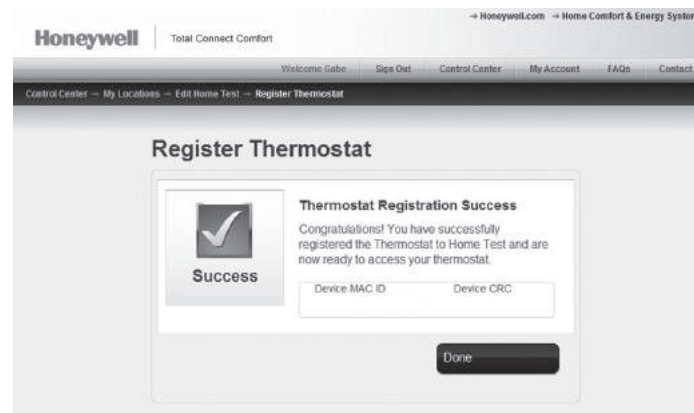 → Honeywell.com → Home Comfort & Energy System
Honeywell Total Connect Comfort
Welcome Gabe Sign Out Control Center My Account FAQs Contact
Control Center → My Locations → Edit Home Test → Register Thermostat
Register Thermostat
Thermostat Registration Success
Congratulations! You have successfully
registered the Thermostat to Home Test and are
now ready to access your thermostat.
Success
Device MAC ID Device CRC
Done